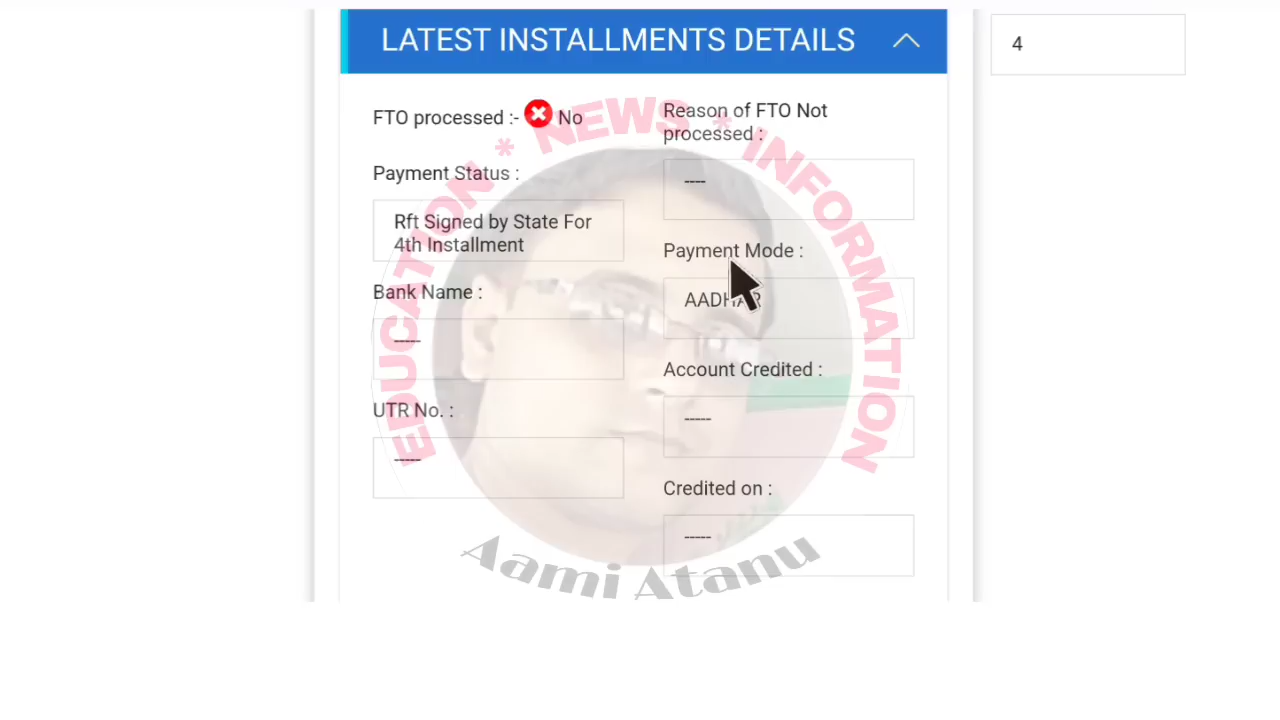 LATEST INSTALLMENTS DETAILS
4
FTO processed :- No
Reason of FTO Not
processed :
----
Payment Status :
Rft Signed by State For
4th Installment
Payment Mode :
AADHAR
Bank Name :
-----
Account Credited :
-----
UTR No. :
-----
Credited on :
-----
EDUCATION * NEWS * INFORMATION
Aami Atanu